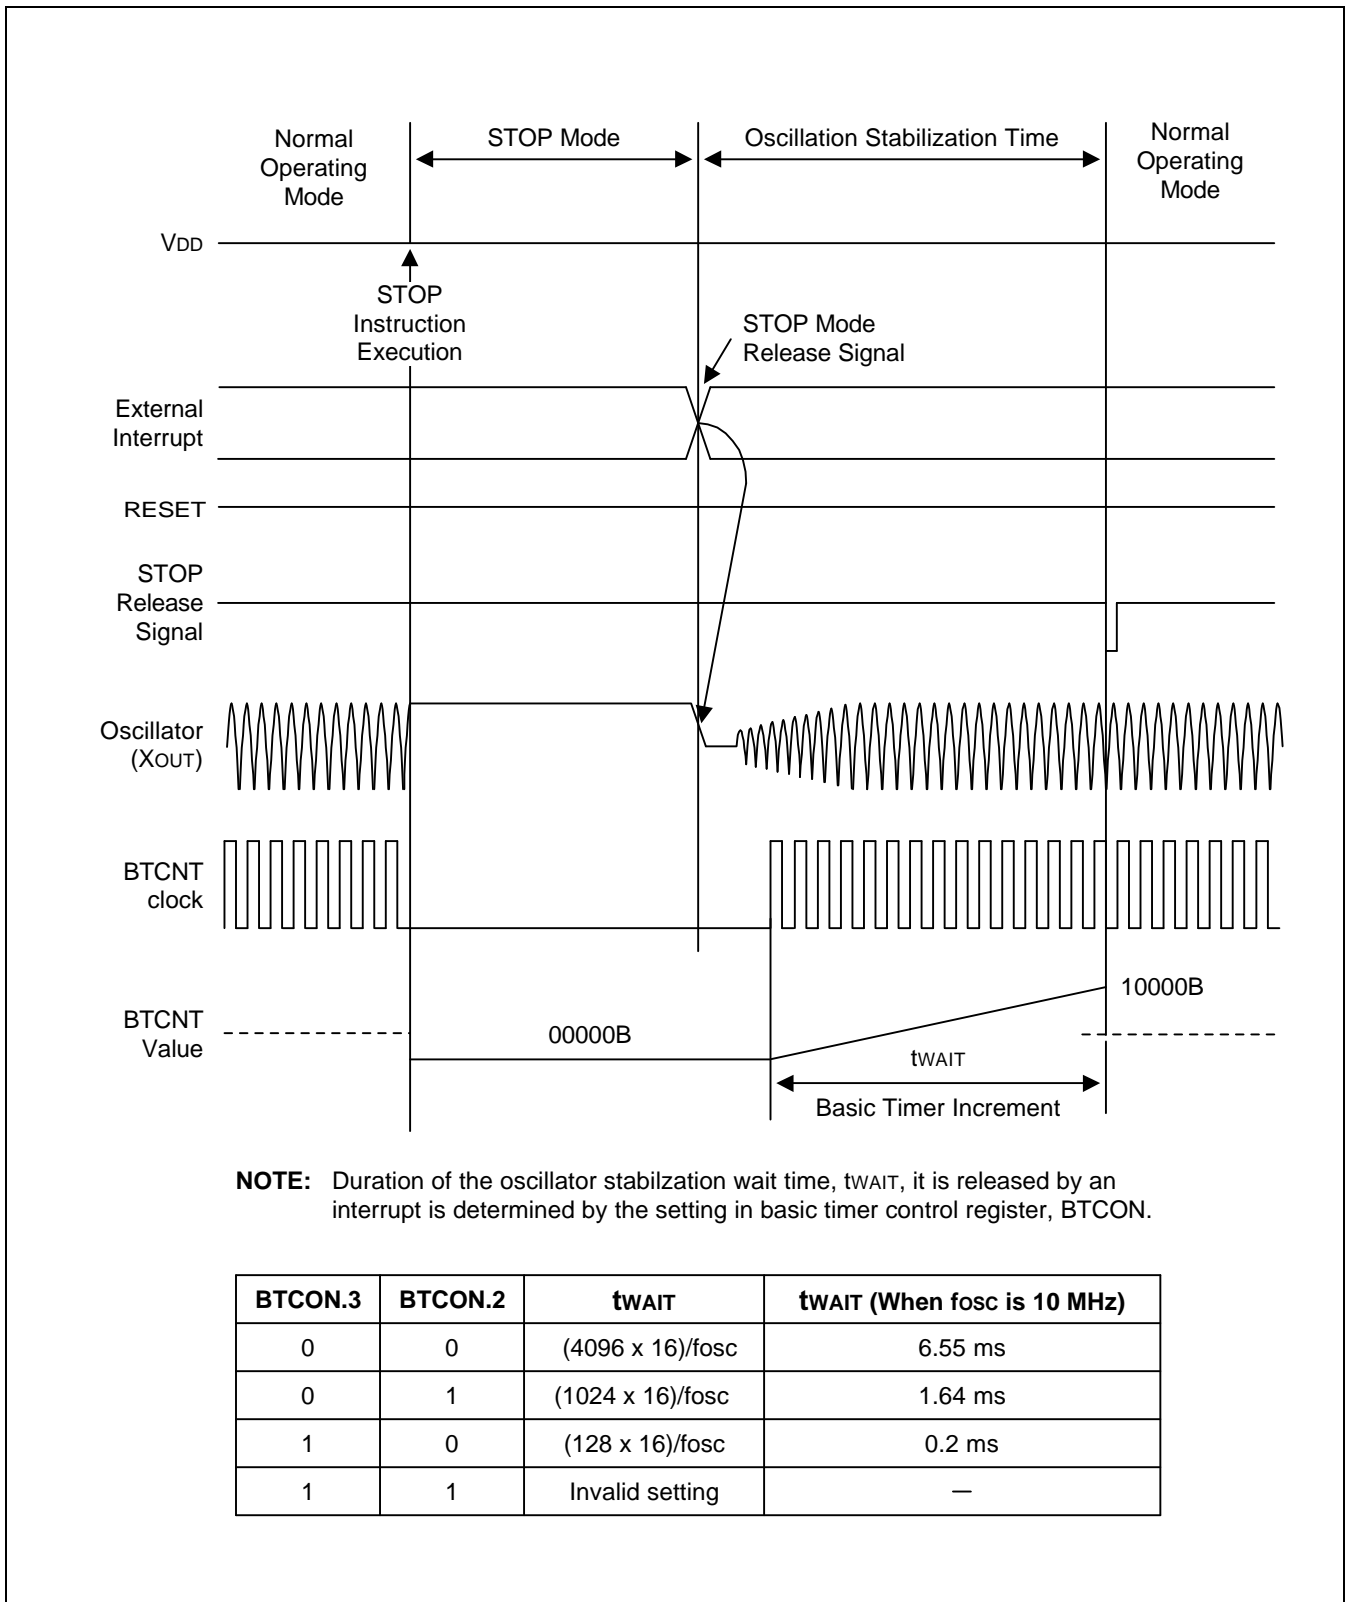 Normal
Operating
Mode
STOP Mode
Oscillation Stabilization Time
Normal
Operating
Mode
VDD
STOP
Instruction
Execution
STOP Mode
Release Signal
External
Interrupt
RESET
STOP
Release
Signal
Oscillator
(XOUT)
BTCNT
clock
10000B
BTCNT
Value
00000B
tWAIT
Basic Timer Increment
NOTE: Duration of the oscillator stabilzation wait time, tWAIT, it is released by an
interrupt is determined by the setting in basic timer control register, BTCON.
BTCON.3 BTCON.2 tWAIT tWAIT (When fosc is 10 MHz)
0 0 (4096 x 16)/fosc 6.55 ms
0 1 (1024 x 16)/fosc 1.64 ms
1 0 (128 x 16)/fosc 0.2 ms
1 1 Invalid setting –